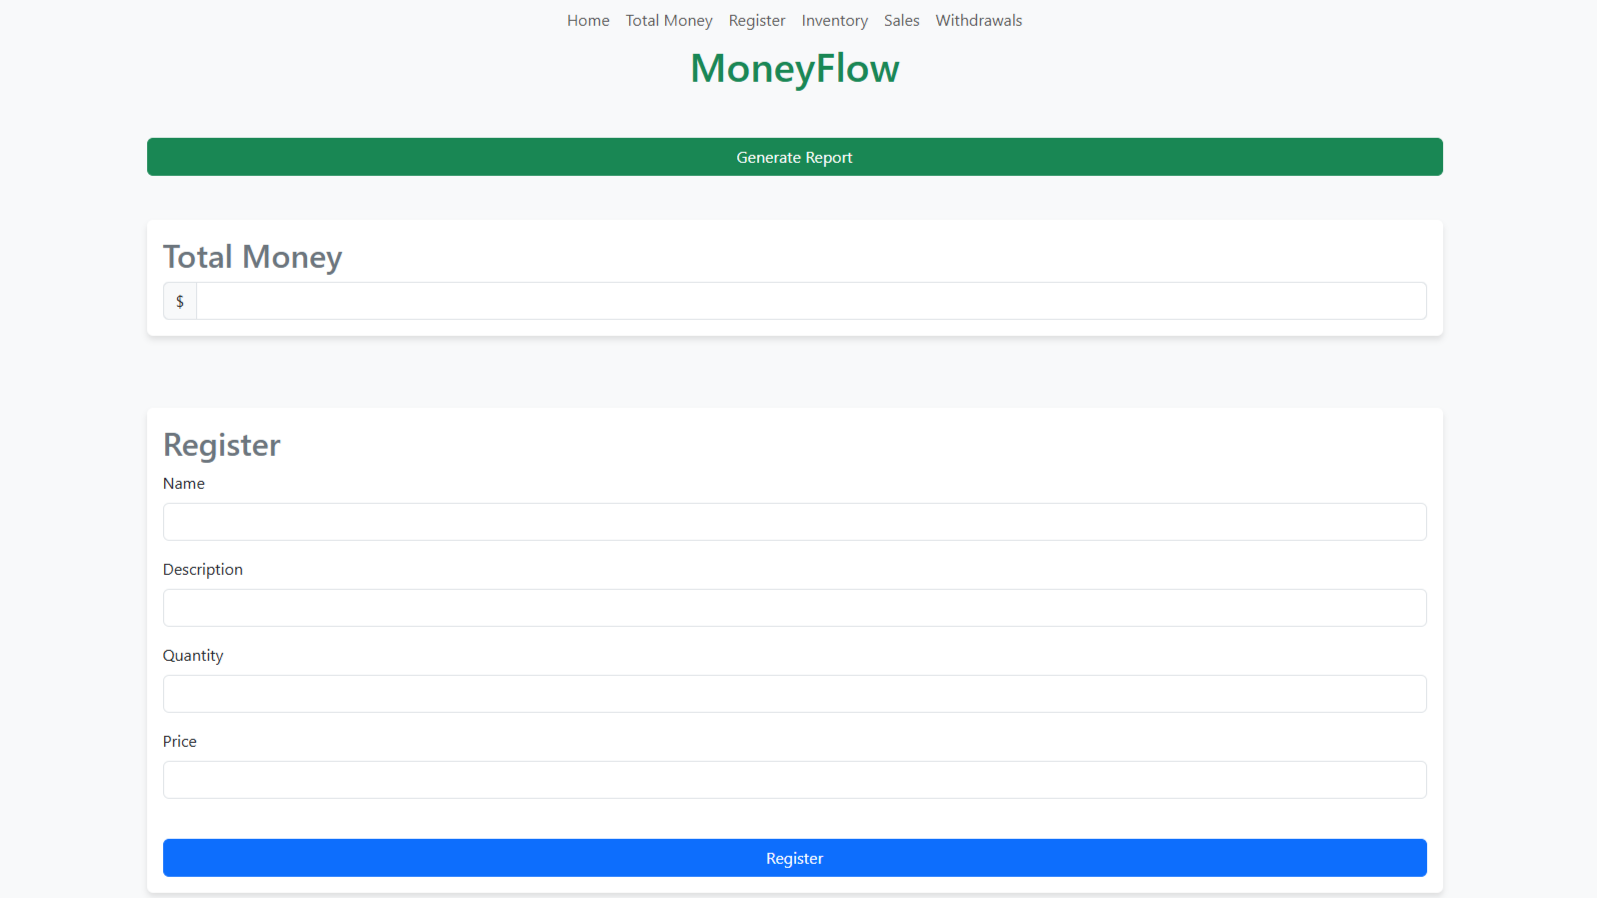 Home Total Money Register Inventory Sales Withdrawals
MoneyFlow
Generate Report
Total Money
$
Register
Name
Description
Quantity
Price
Register